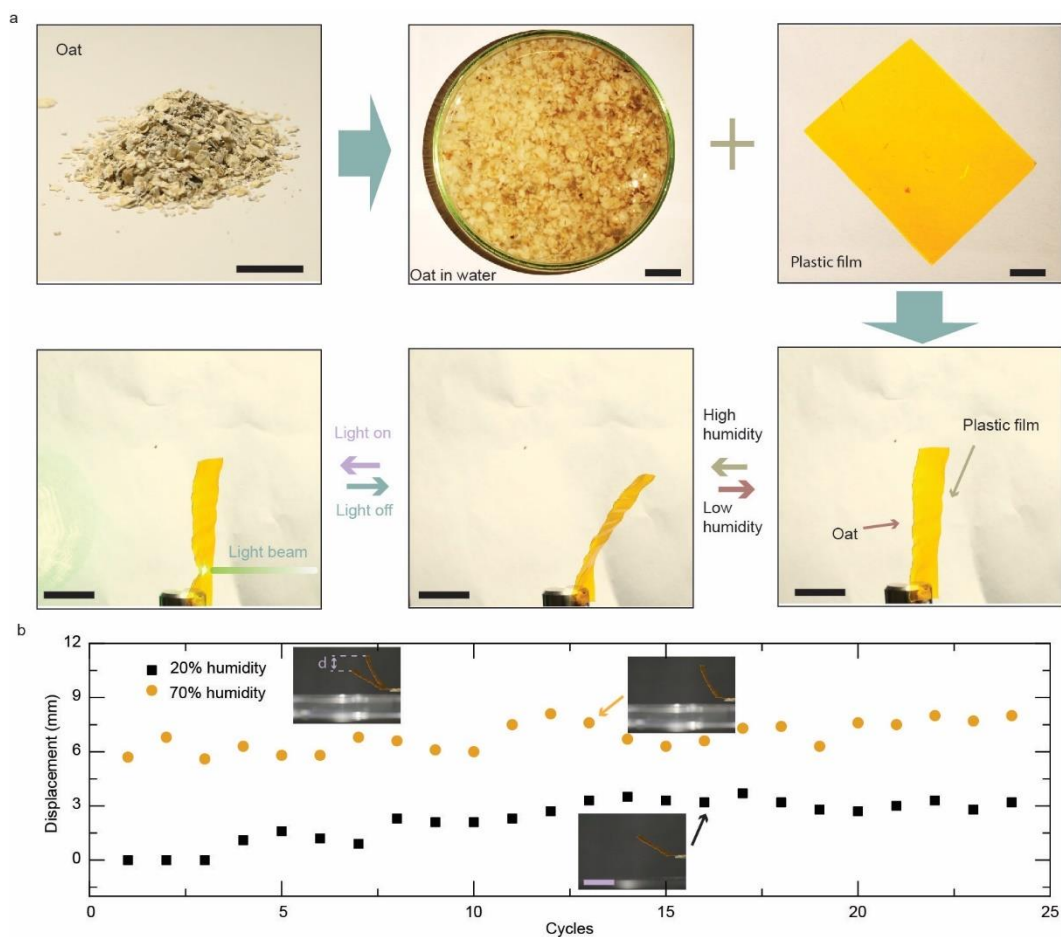 a
Oat
Oat in water
Plastic film
Light on
Light off
Light beam
High
humidity
Low
humidity
Plastic film
Oat
b
12
9
6
3
0
Displacement (mm)
20% humidity
70% humidity
d
0
5
10
15
20
25
Cycles